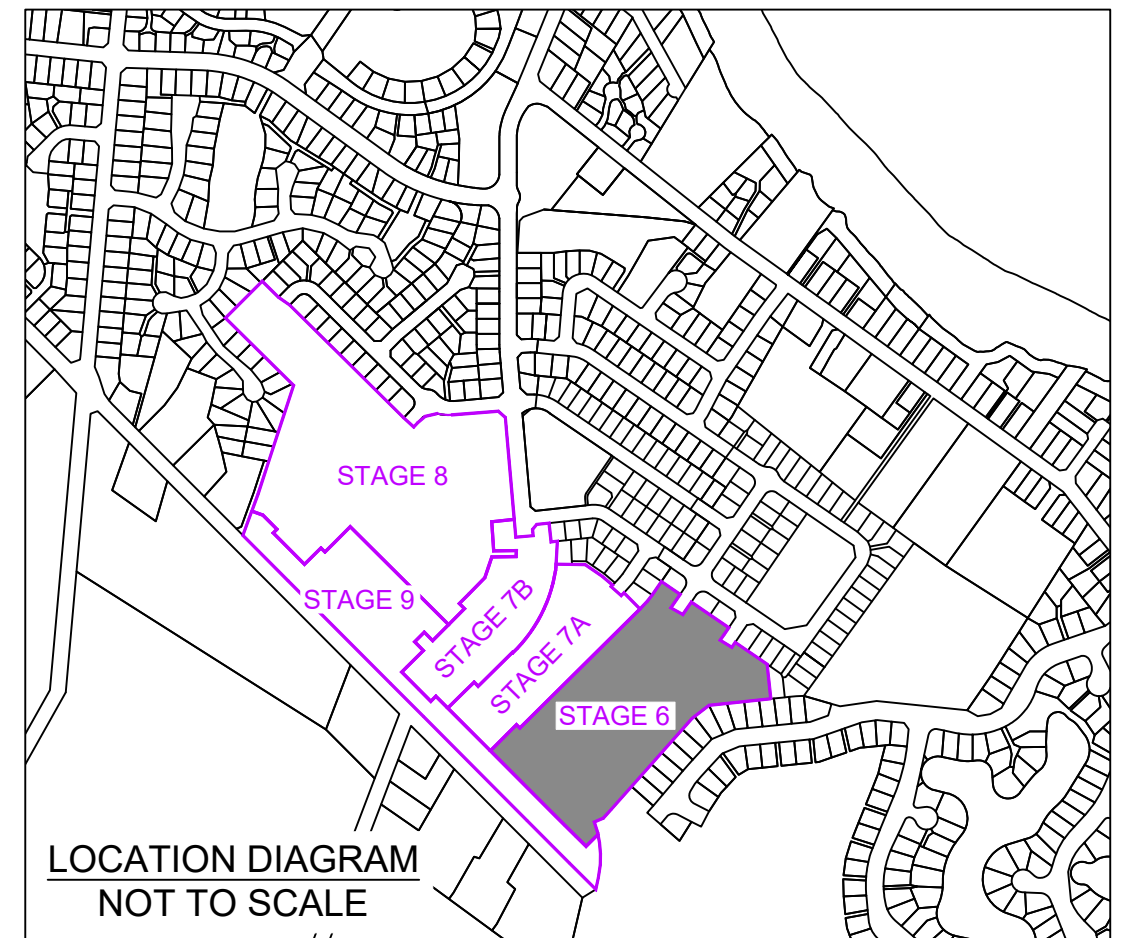 STAGE 8
STAGE 9
STAGE 7B
STAGE 7A
STAGE 6
LOCATION DIAGRAM
NOT TO SCALE